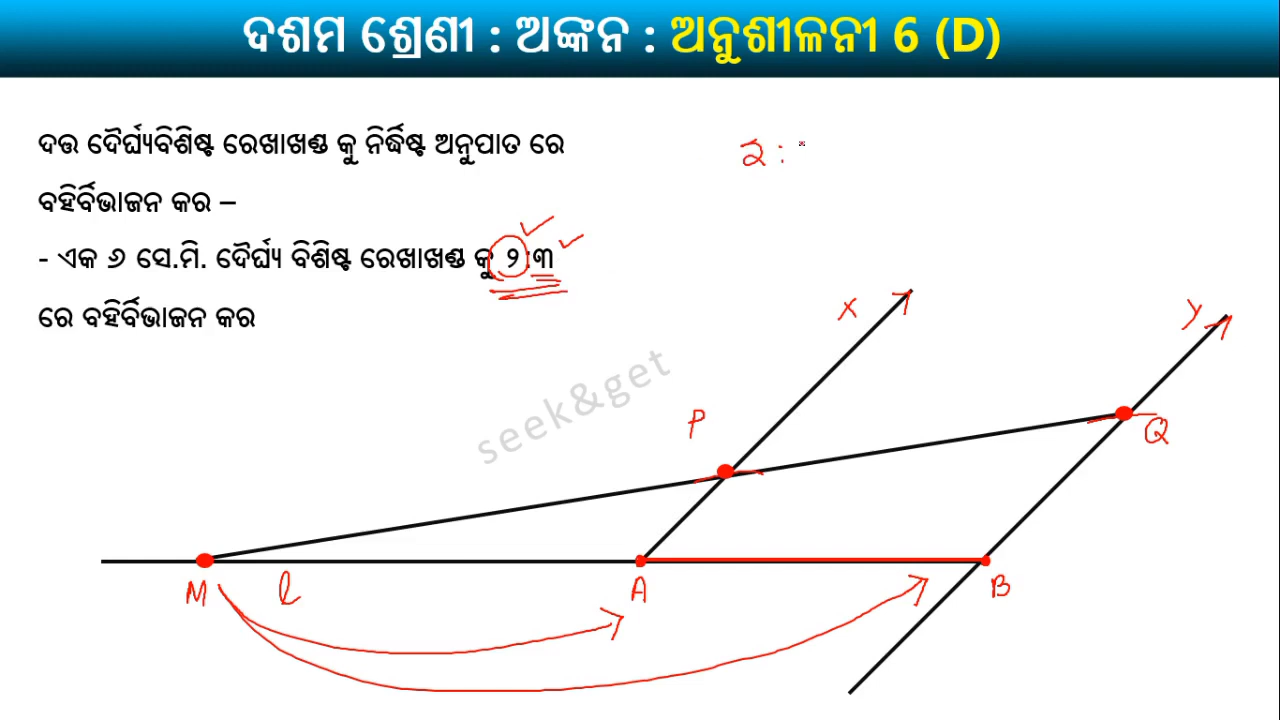 ଦଶମ ଶ୍ରେଣୀ : ଅଙ୍କନ : ଅନୁଶୀଳନୀ 6 (D)
ଦତ୍ତ ଦୈର୍ଘ୍ୟବିଶିଷ୍ଟ ରେଖାଖଣ୍ଡ କୁ ନିର୍ଦ୍ଧିଷ୍ଟ ଅନୁପାତ ରେ
ବହିର୍ବିଭାଜନ କର –
- ଏକ ୬ ସେ.ମି. ଦୈର୍ଘ୍ୟ ବିଶିଷ୍ଟ ରେଖାଖଣ୍ଡ କୁ ୨:୩
ରେ ବହିର୍ବିଭାଜନ କର
୨ :
X
Y
P
Q
seek&get
M
l
A
B